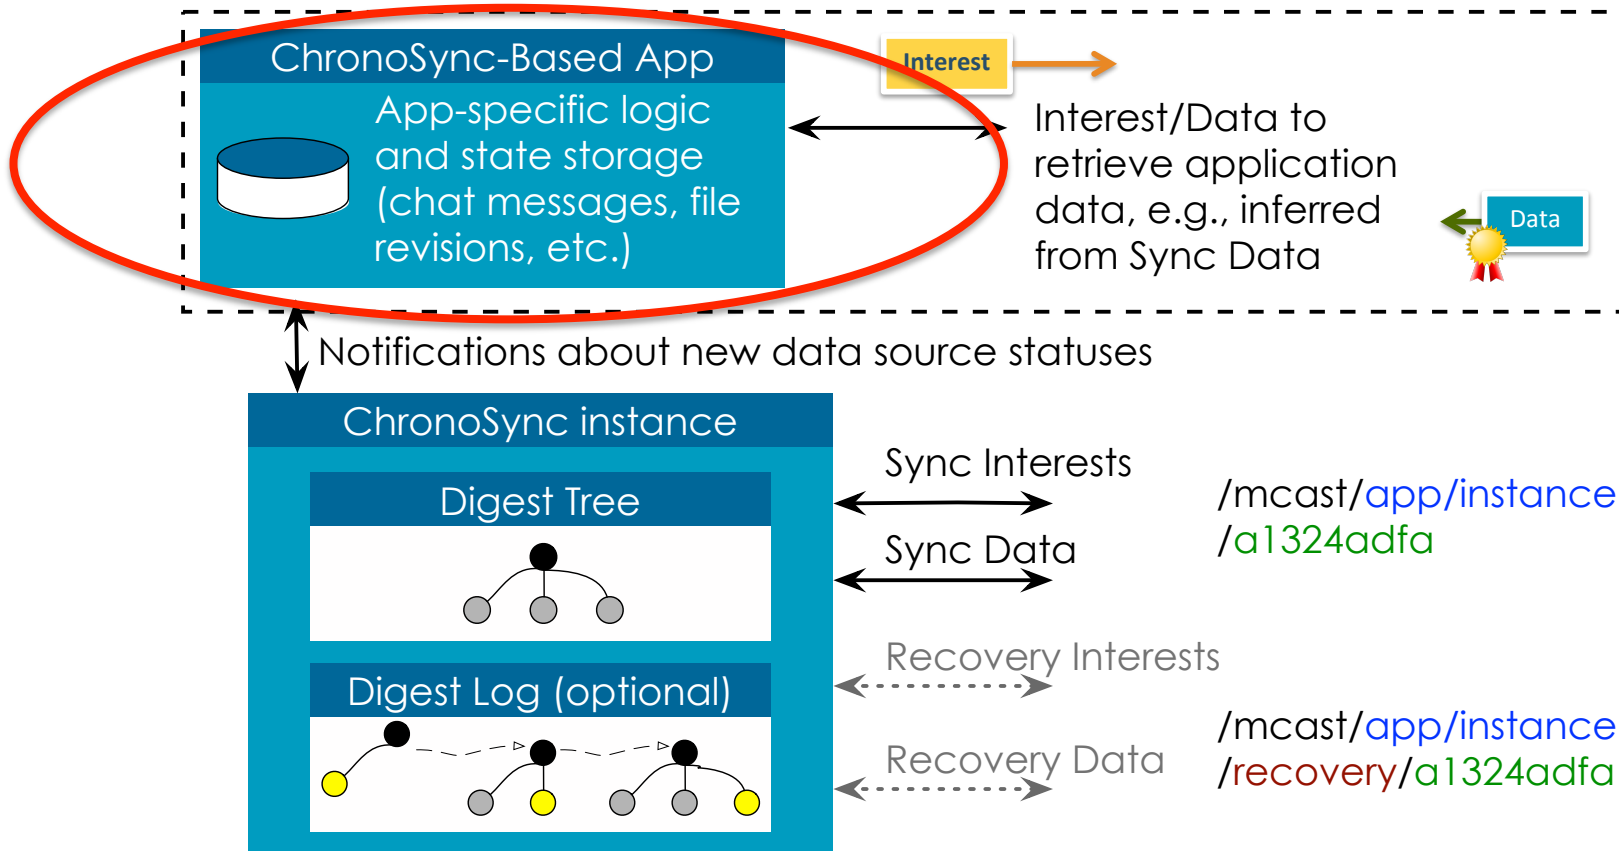 ChronoSync-Based App
App-specific logic
and state storage
(chat messages, file
revisions, etc.)
Interest
Interest/Data to
retrieve application
data, e.g., inferred
from Sync Data
Data
Notifications about new data source statuses
ChronoSync instance
Digest Tree
Sync Interests
Sync Data
/mcast/app/instance
/a1324adfa
Digest Log (optional)
Recovery Interests
Recovery Data
/mcast/app/instance
/recovery/a1324adfa